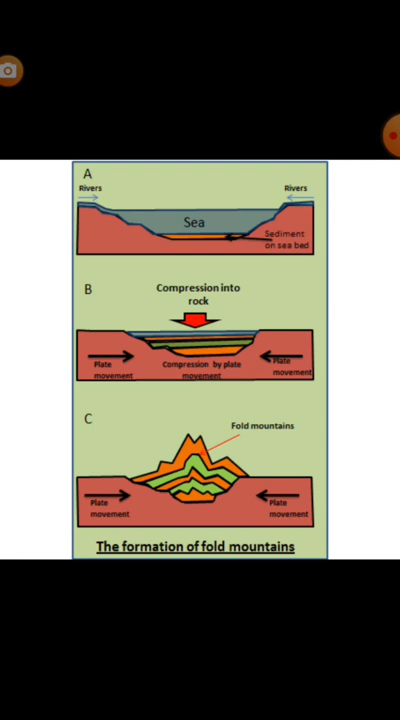 A
Rivers
Rivers
Sea
Sediment
on sea bed
B
Compression into
rock
Plate
movement
Compression by plate
movement
Plate
movement
C
Fold mountains
Plate
movement
Plate
movement
The formation of fold mountains